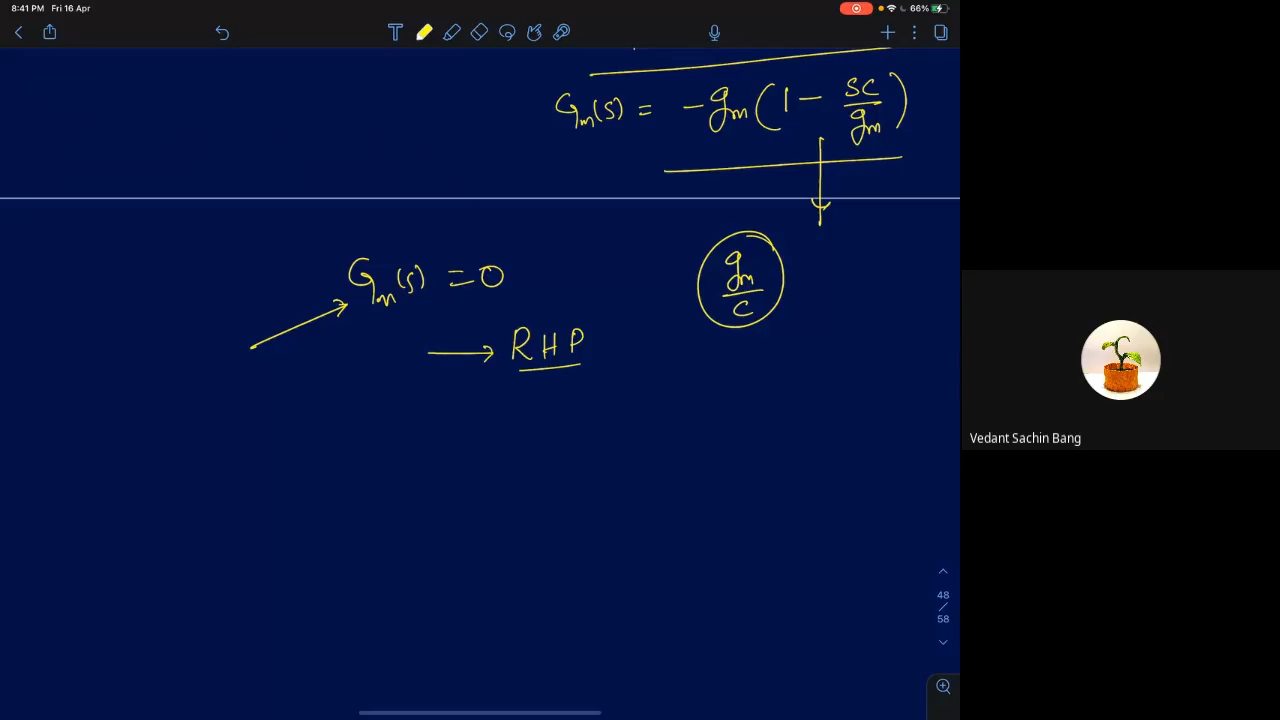 8:41 PM Fri 16 Apr
66%
Gm(s) = -gm(1 - sC/gm)
Gm(s) = 0
gm/C
RHP
Vedant Sachin Bang
48
/
58